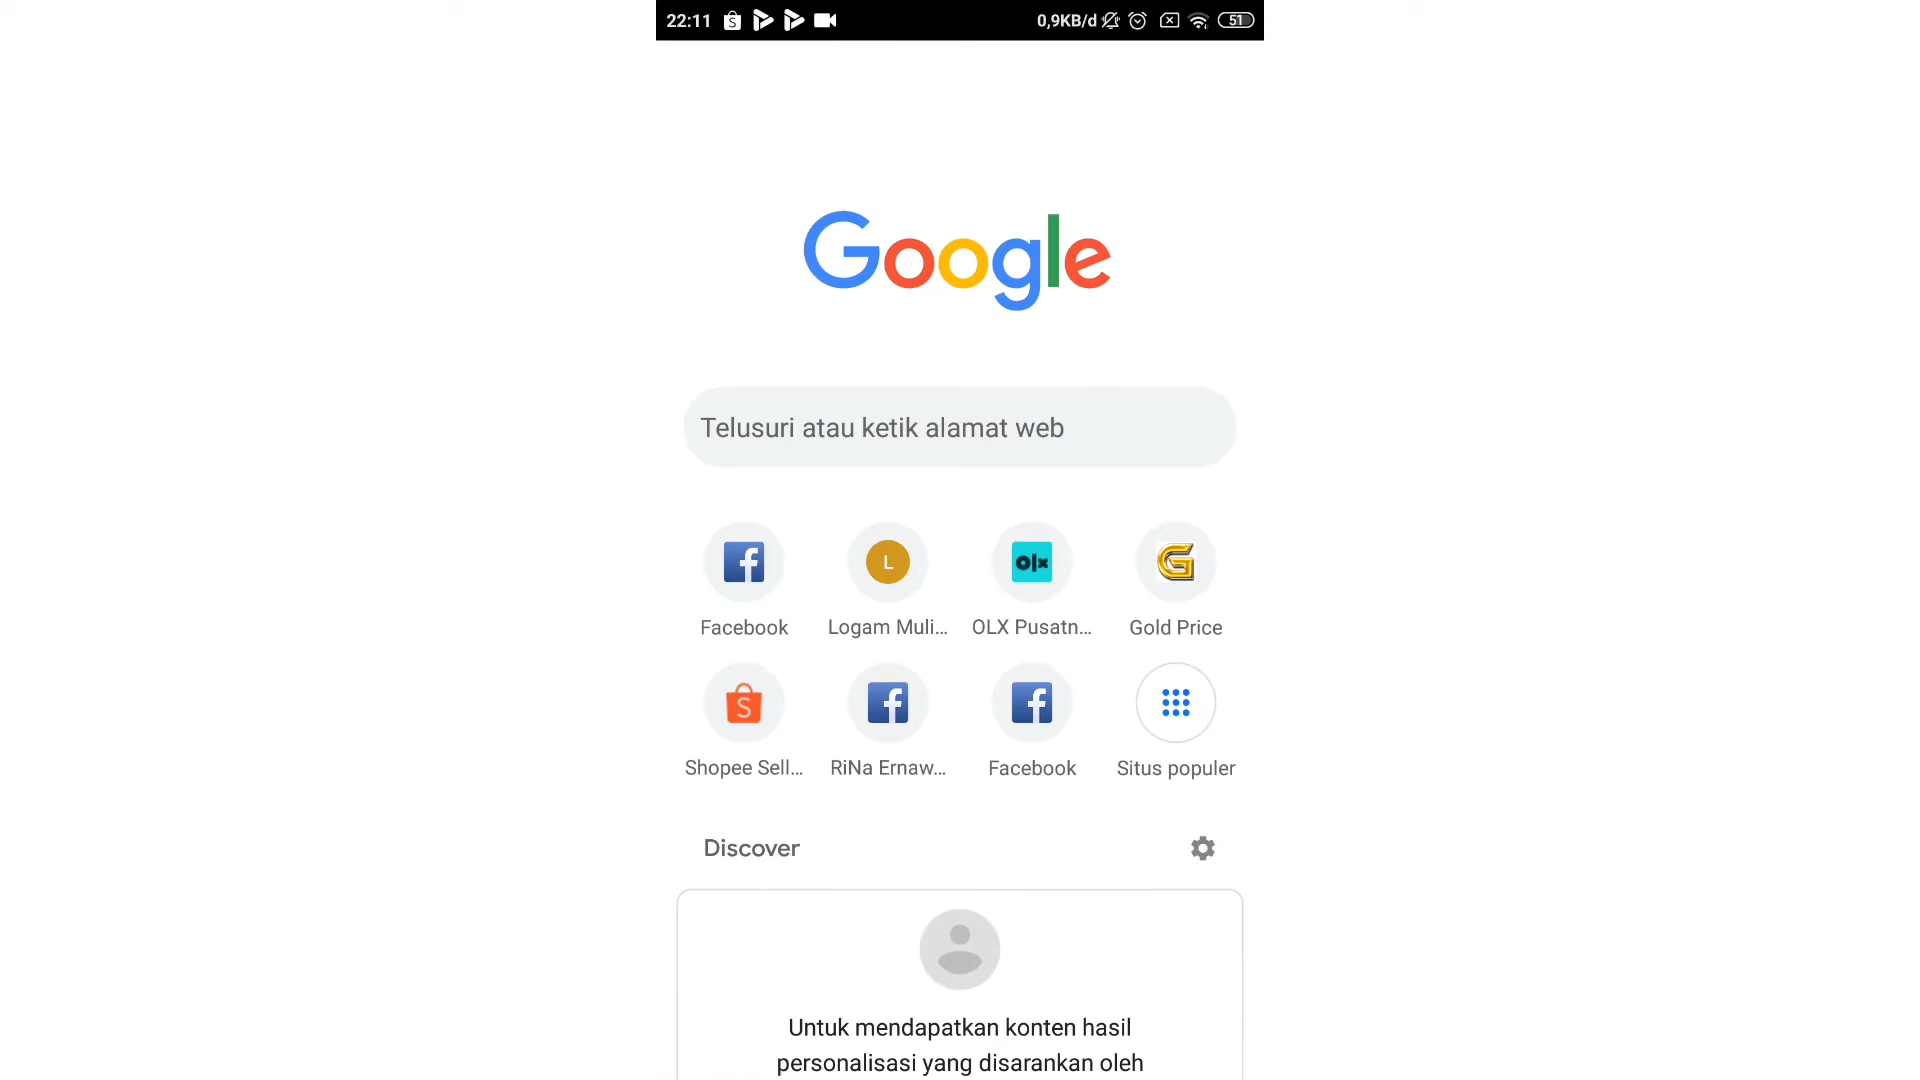 22:11 0,9KB/d 51
Google
Telusuri atau ketik alamat web
L olx G
Facebook Logam Muli... OLX Pusatn... Gold Price
S
Shopee Sell... RiNa Ernaw... Facebook Situs populer
Discover
Untuk mendapatkan konten hasil
personalisasi yang disarankan oleh